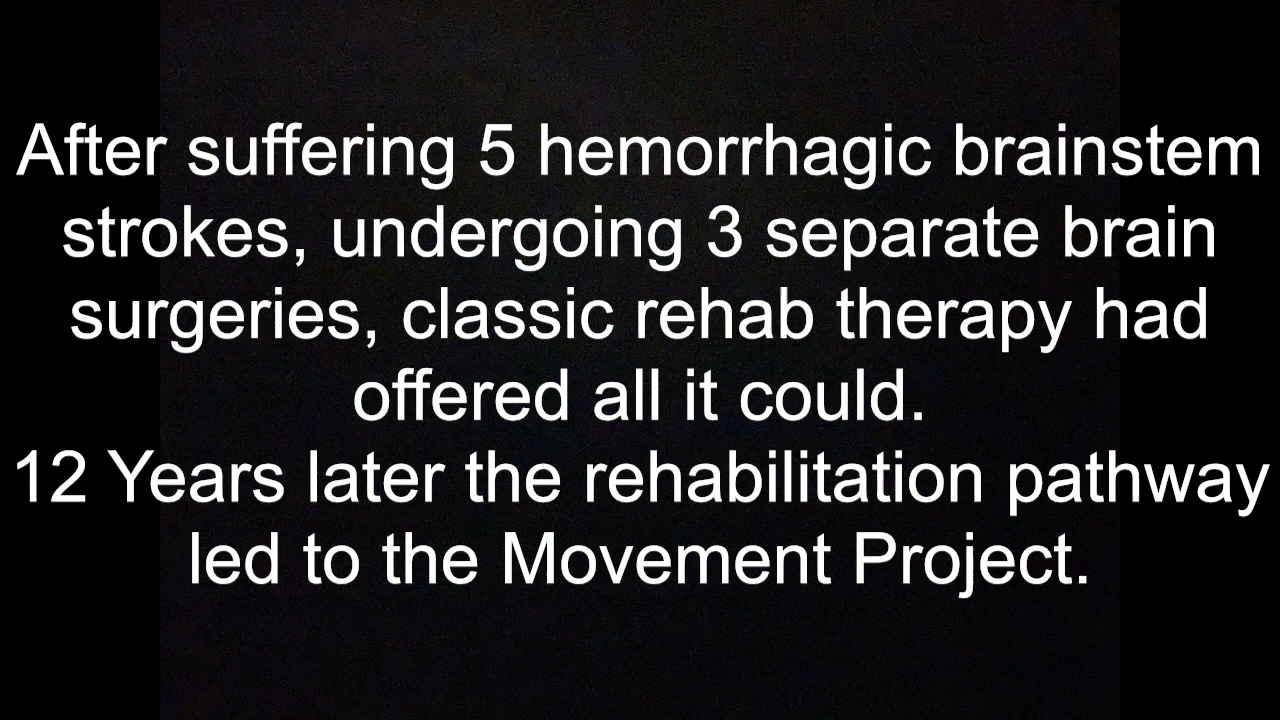 After suffering 5 hemorrhagic brainstem
strokes, undergoing 3 separate brain
surgeries, classic rehab therapy had
offered all it could.
12 Years later the rehabilitation pathway
led to the Movement Project.